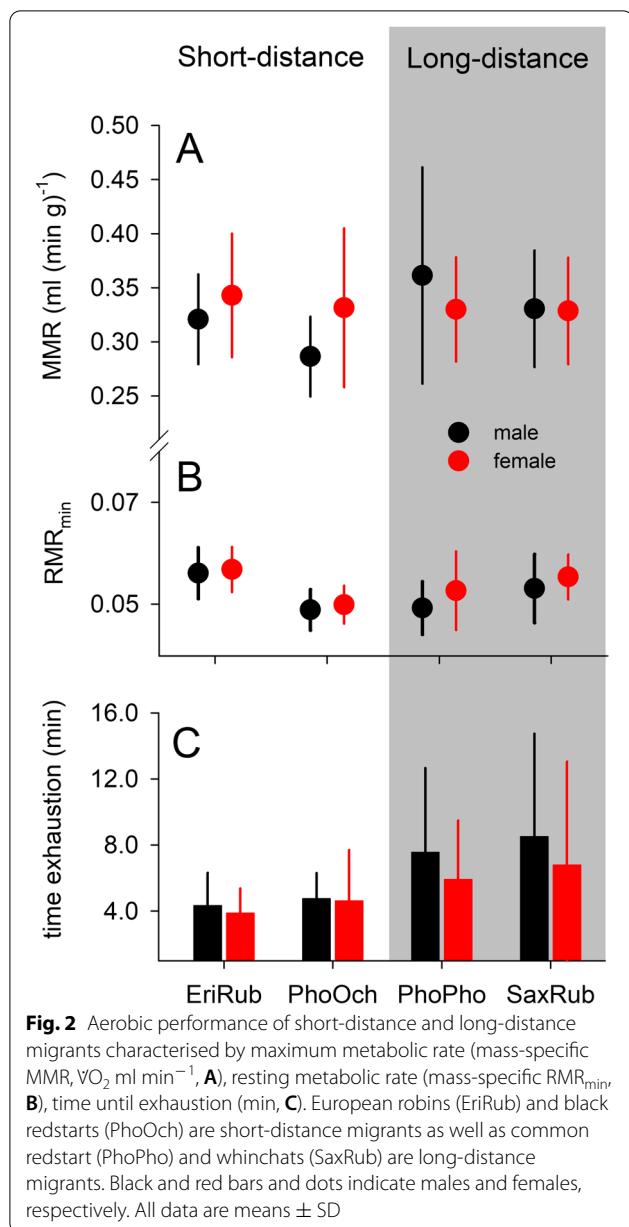 Short-distance Long-distance
A
MMR (ml (min g)-1)
0.50
0.45
0.40
0.35
0.30
0.25
male
female
B
RMRmin
0.07
0.05
C
time exhaustion (min)
16.0
12.0
8.0
4.0
EriRub PhoOch PhoPho SaxRub
Fig. 2 Aerobic performance of short-distance and long-distance
migrants characterised by maximum metabolic rate (mass-specific
MMR, V̇O2 ml min−1, A), resting metabolic rate (mass-specific RMRmin,
B), time until exhaustion (min, C). European robins (EriRub) and black
redstarts (PhoOch) are short-distance migrants as well as common
redstart (PhoPho) and whinchats (SaxRub) are long-distance
migrants. Black and red bars and dots indicate males and females,
respectively. All data are means ± SD